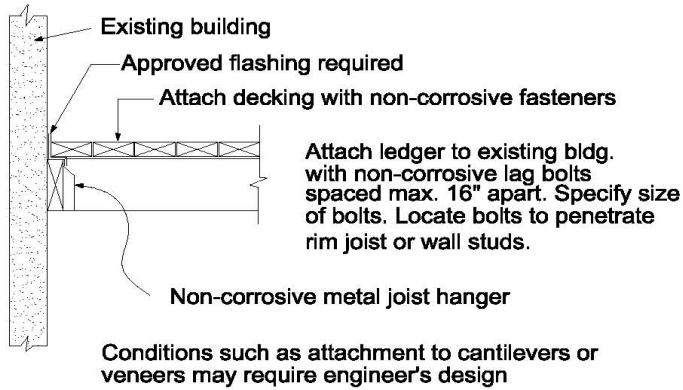 Existing building
Approved flashing required
Attach decking with non-corrosive fasteners
Attach ledger to existing bldg.
with non-corrosive lag bolts
spaced max. 16" apart. Specify size
of bolts. Locate bolts to penetrate
rim joist or wall studs.
Non-corrosive metal joist hanger
Conditions such as attachment to cantilevers or
veneers may require engineer's design